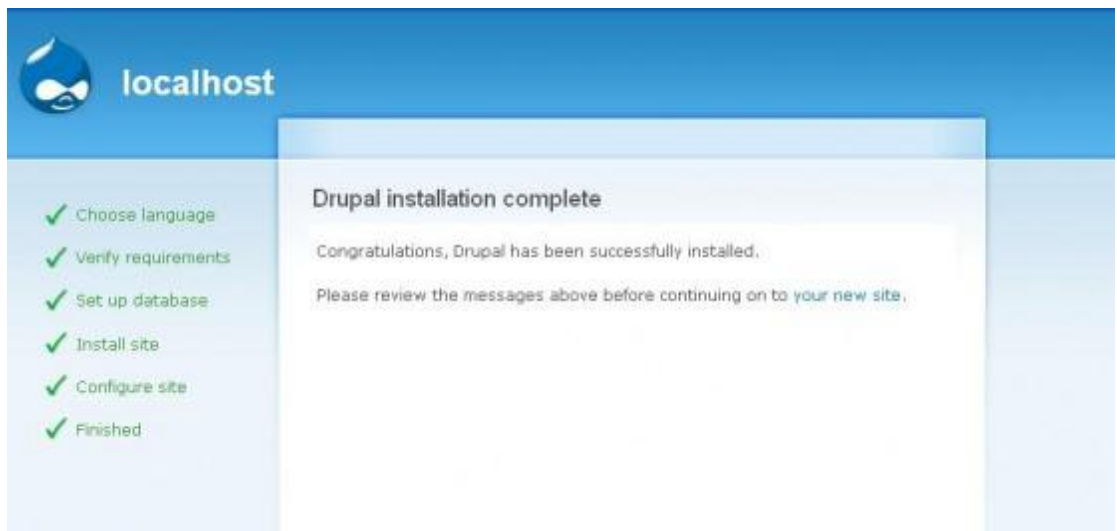 localhost
Choose language
Verify requirements
Set up database
Install site
Configure site
Finished
Drupal installation complete
Congratulations, Drupal has been successfully installed.
Please review the messages above before continuing on to your new site.